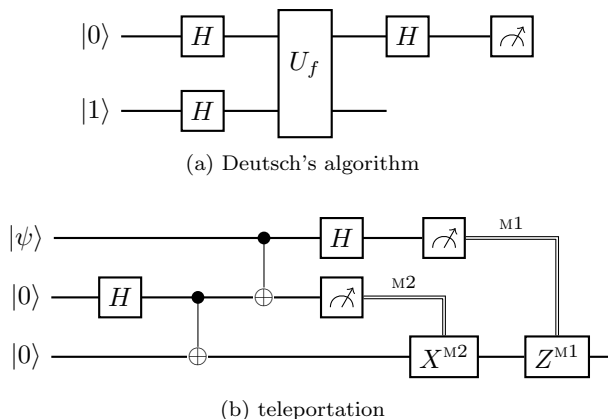 |0⟩ H U_f H
|1⟩ H
(a) Deutsch's algorithm
|ψ⟩ H M1
|0⟩ H M2
|0⟩ X^M2 Z^M1
(b) teleportation